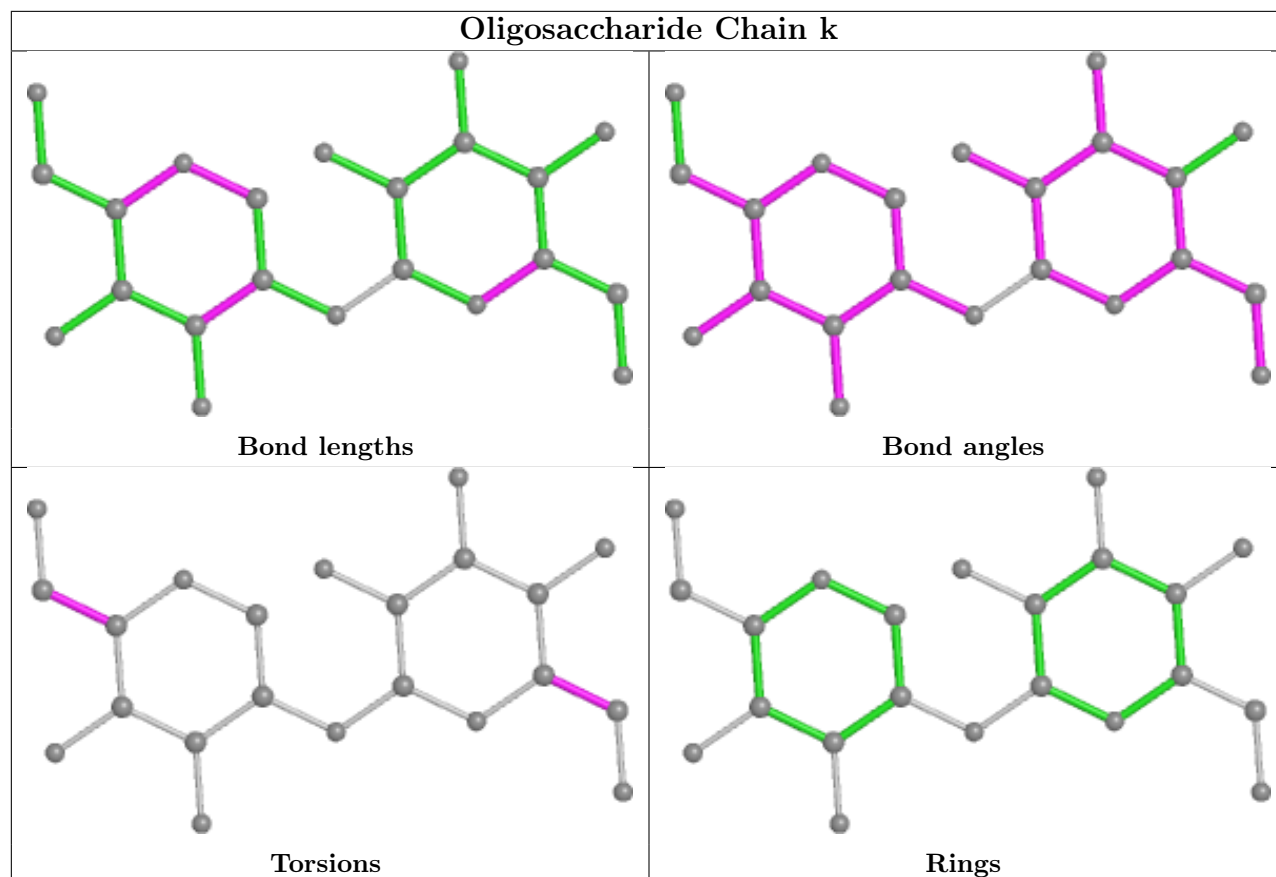 Oligosaccharide Chain k
Bond lengths
Bond angles
Torsions
Rings